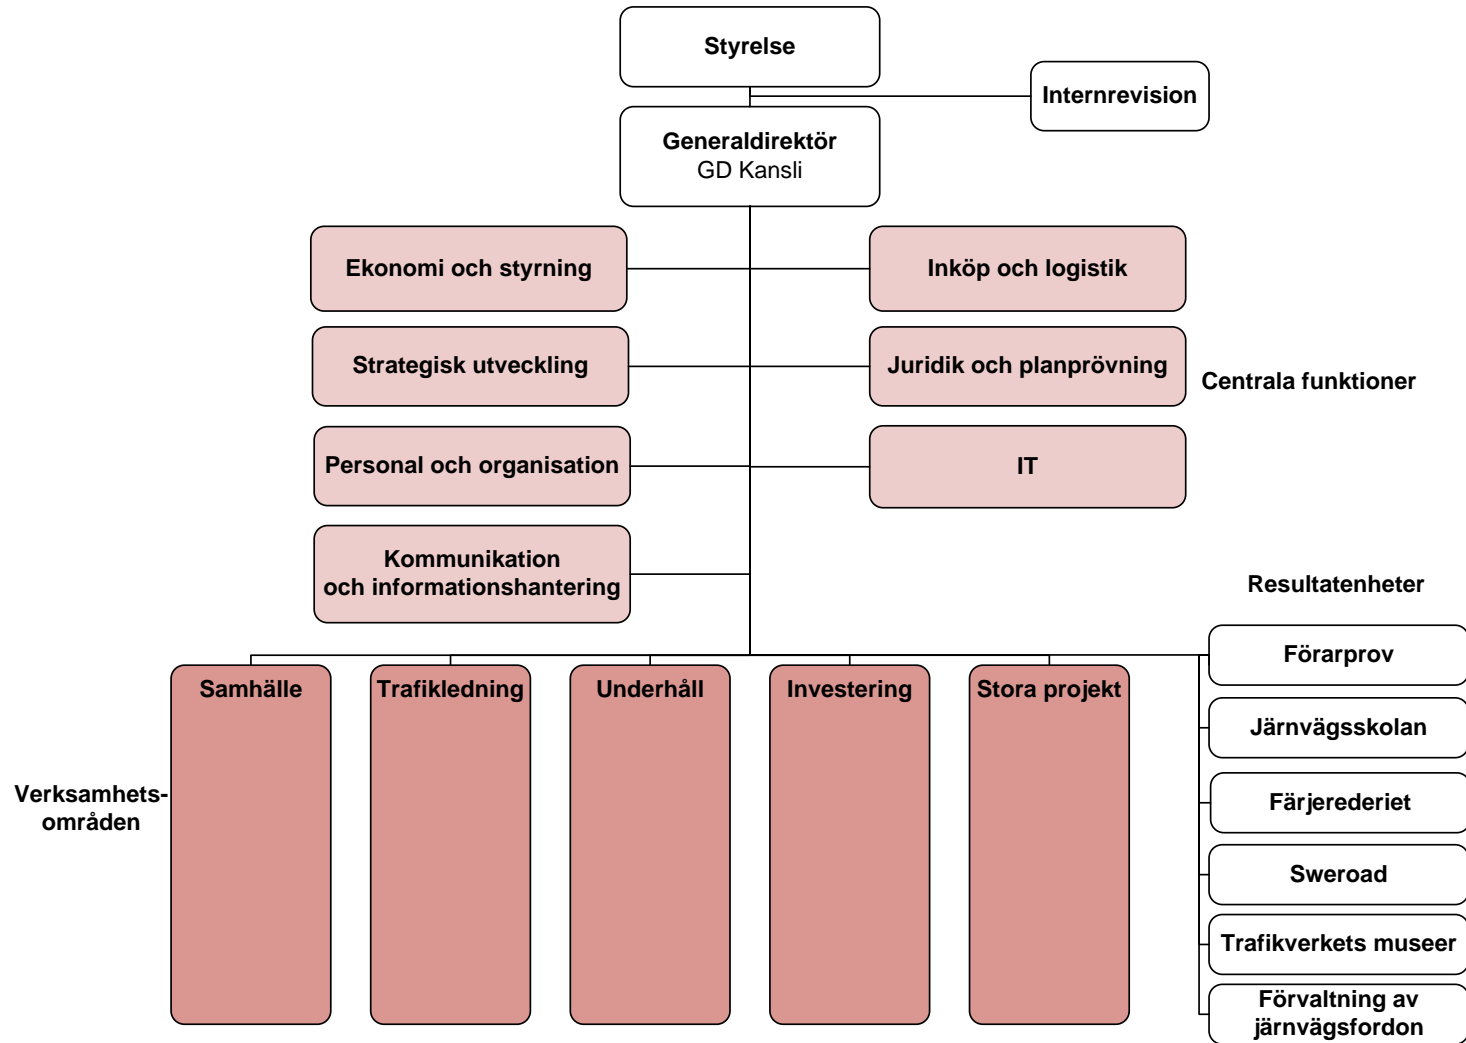 Styrelse
Internrevision
Generaldirektör
GD Kansli
Ekonomi och styrning
Inköp och logistik
Strategisk utveckling
Juridik och planprövning
Centrala funktioner
Personal och organisation
IT
Kommunikation
och informationshantering
Resultatenheter
Samhälle
Trafikledning
Underhåll
Investering
Stora projekt
Verksamhets-
områden
Förarprov
Järnvägsskolan
Färjerederiet
Sweroad
Trafikverkets museer
Förvaltning av
järnvägsfordon